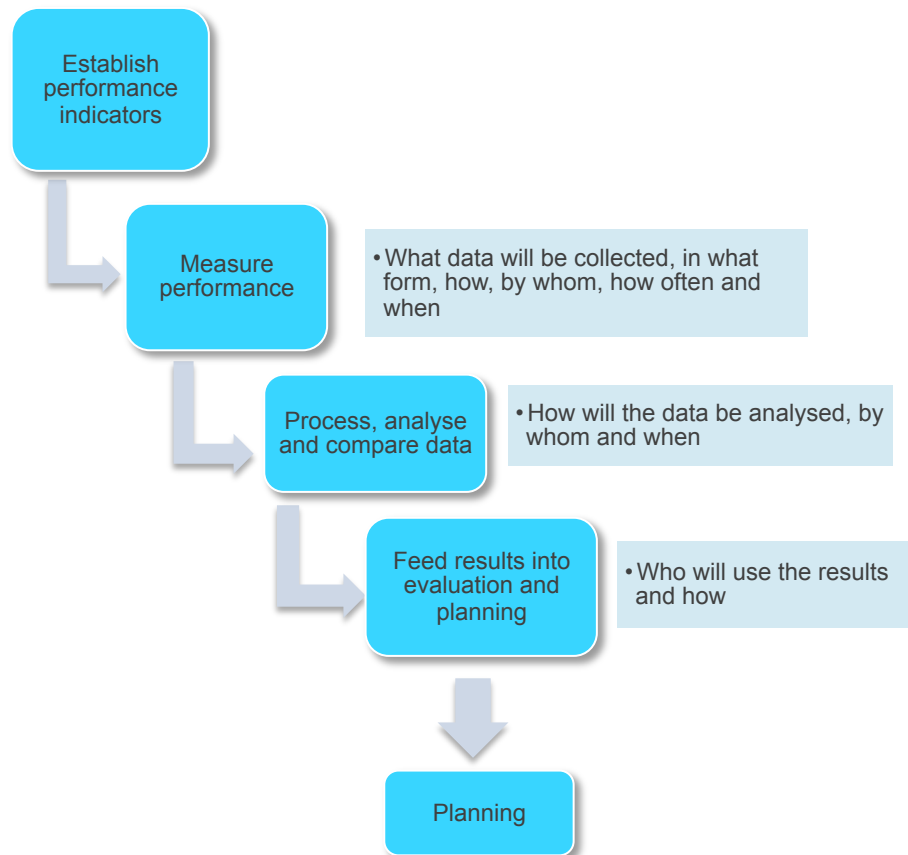 Establish
performance
indicators
Measure
performance
• What data will be collected, in what
form, how, by whom, how often and
when
Process, analyse
and compare data
• How will the data be analysed, by
whom and when
Feed results into
evaluation and
planning
• Who will use the results
and how
Planning